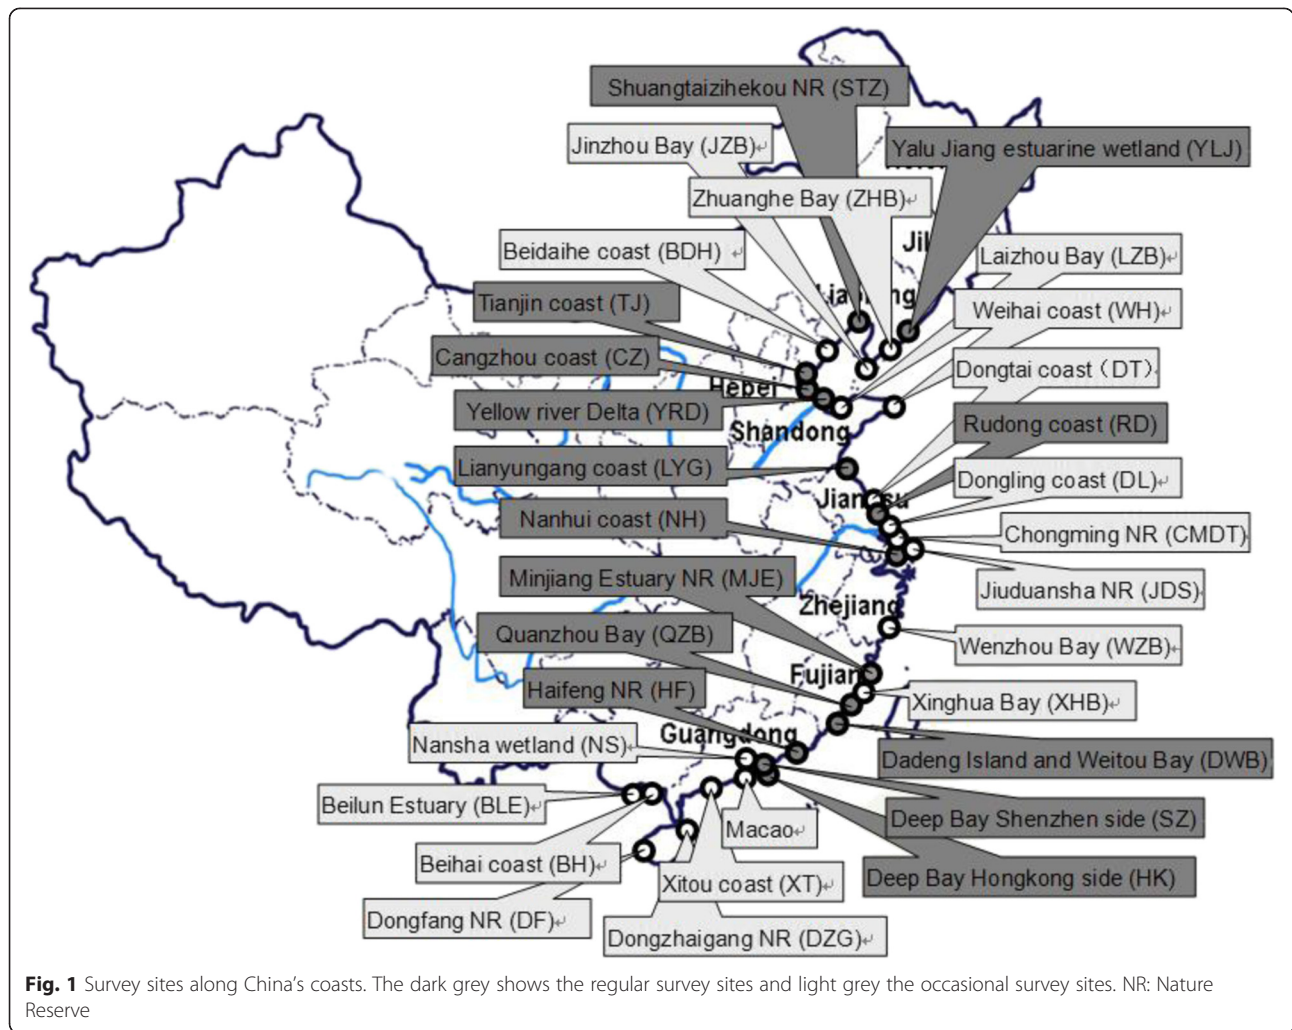 Shuangtaizihekou NR (STZ)
Jinzhou Bay (JZB)
Yalu Jiang estuarine wetland (YLJ)
Zhuanghe Bay (ZHB)
Beidaihe coast (BDH)
Laizhou Bay (LZB)
Tianjin coast (TJ)
Weihai coast (WH)
Cangzhou coast (CZ)
Dongtai coast (DT)
Hebei
Yellow river Delta (YRD)
Rudong coast (RD)
Shandong
Lianyungang coast (LYG)
Dongling coast (DL)
Jiangsu
Nanhui coast (NH)
Chongming NR (CMDT)
Minjiang Estuary NR (MJE)
Jiuduansha NR (JDS)
Zhejiang
Quanzhou Bay (QZB)
Wenzhou Bay (WZB)
Fujian
Haifeng NR (HF)
Xinghua Bay (XHB)
Guangdong
Nansha wetland (NS)
Dadeng Island and Weitou Bay (DWB)
Beilun Estuary (BLE)
Deep Bay Shenzhen side (SZ)
Macao
Beihai coast (BH)
Xitou coast (XT)
Deep Bay Hongkong side (HK)
Dongfang NR (DF)
Dongzhaigang NR (DZG)
Fig. 1 Survey sites along China's coasts. The dark grey shows the regular survey sites and light grey the occasional survey sites. NR: Nature
Reserve